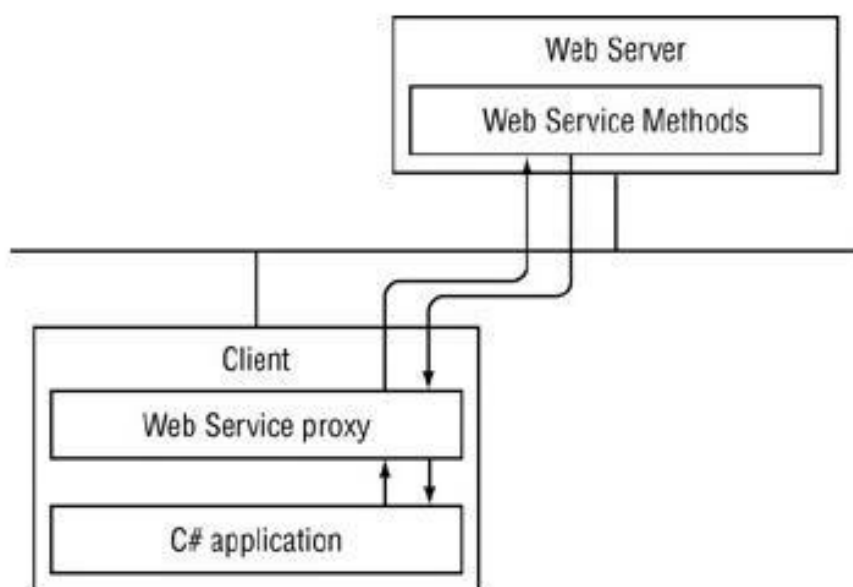 Web Server
Web Service Methods
Client
Web Service proxy
C# application